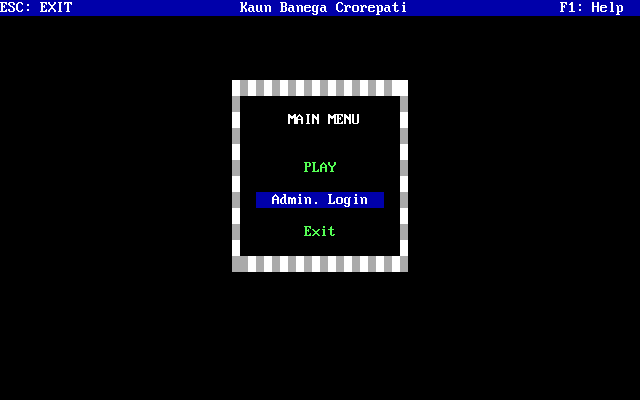 ESC: EXIT Kaun Banega Crorepati F1: Help
MAIN MENU
PLAY
Admin. Login
Exit